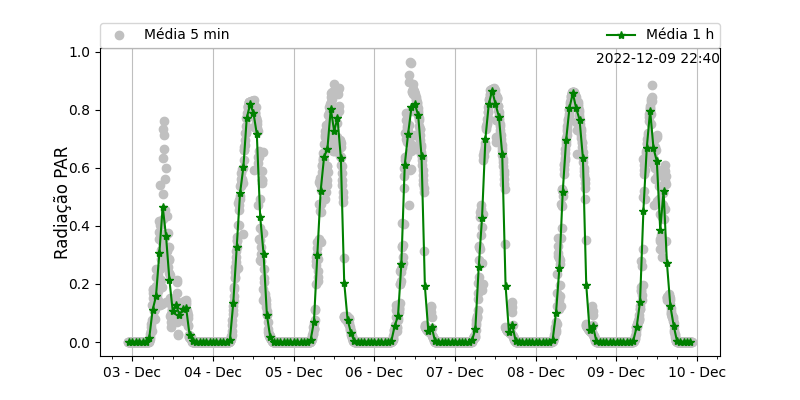 Média 5 min
Média 1 h
2022-12-09 22:40
Radiação PAR
1.0
0.8
0.6
0.4
0.2
0.0
03 - Dec
04 - Dec
05 - Dec
06 - Dec
07 - Dec
08 - Dec
09 - Dec
10 - Dec